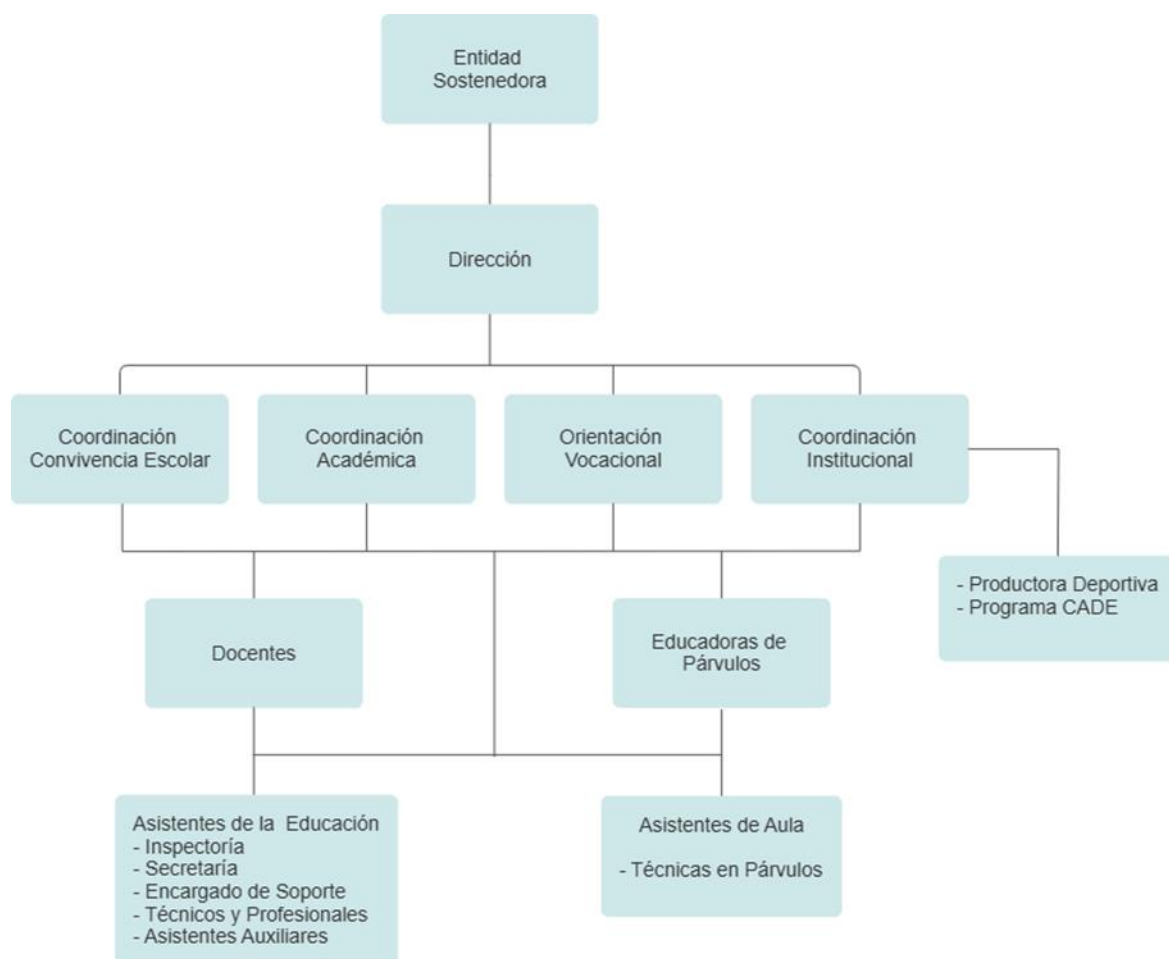 Entidad
Sostenedora
Dirección
Coordinación
Convivencia Escolar
Coordinación
Académica
Orientación
Vocacional
Coordinación
Institucional
- Productora Deportiva
- Programa CADE
Docentes
Educadoras de
Párvulos
Asistentes de la Educación
- Inspectoría
- Secretaría
- Encargado de Soporte
- Técnicos y Profesionales
- Asistentes Auxiliares
Asistentes de Aula
- Técnicas en Párvulos